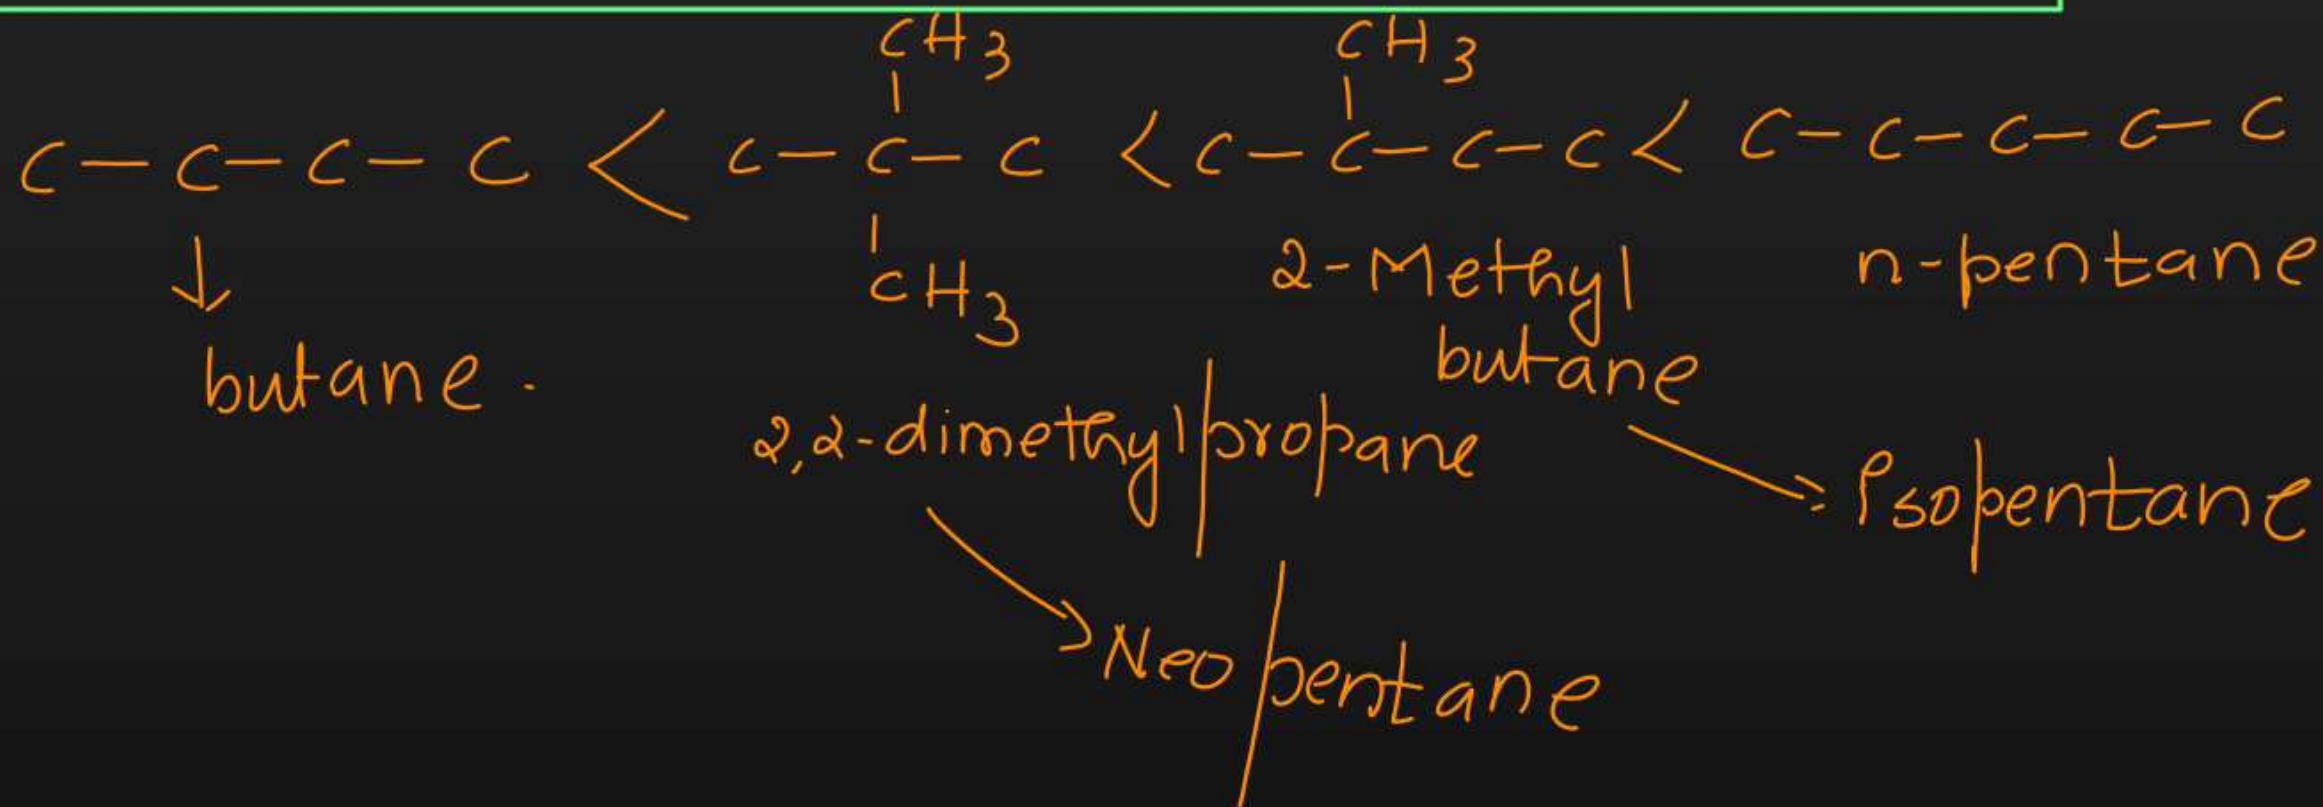 CH3 CH3
C-C-C-C < C-C-C < C-C-C-C < C-C-C-C-C
CH3
2-Methyl
butane
n-pentane
butane.
2,2-dimethylpropane
Isopentane
Neopentane